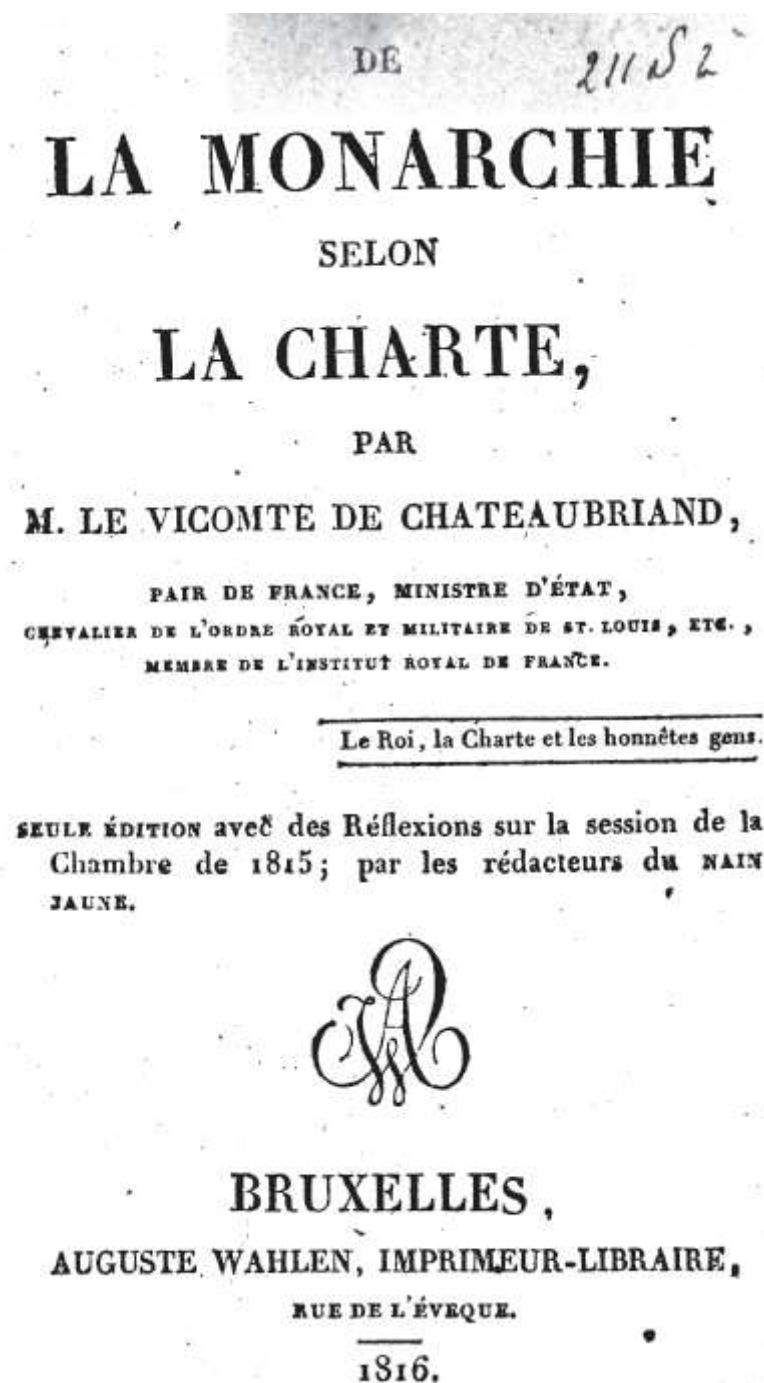 DE
LA MONARCHIE
SELON
LA CHARTE,
PAR
M. LE VICOMTE DE CHATEAUBRIAND,
PAIR DE FRANCE, MINISTRE D'ÉTAT,
CHEVALIER DE L'ORDRE ROYAL ET MILITAIRE DE ST. LOUIS, ETC.,
MEMBRE DE L'INSTITUT ROYAL DE FRANCE.
Le Roi, la Charte et les honnêtes gens.
SEULE ÉDITION avec des Réflexions sur la session de la
Chambre de 1815; par les rédacteurs du NAIN
JAUNE.
BRUXELLES,
AUGUSTE WAHLEN, IMPRIMEUR-LIBRAIRE,
RUE DE L'ÉVEQUE.
1816.